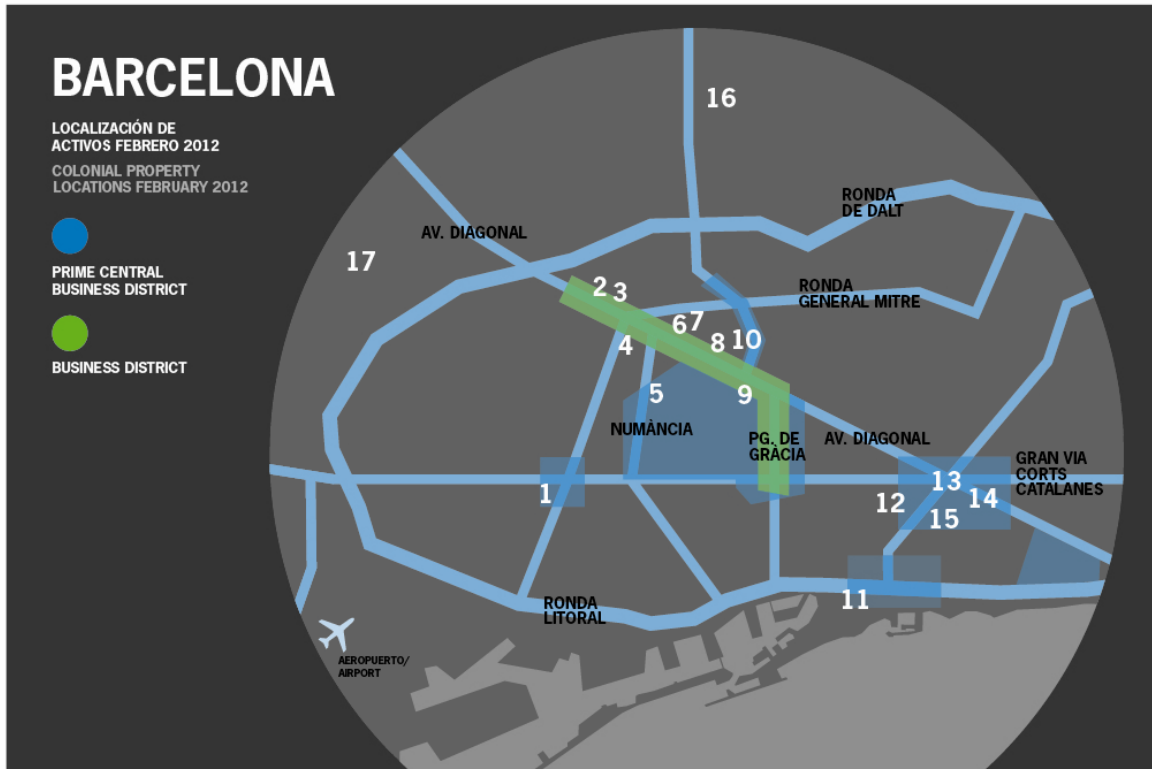 BARCELONA
LOCALIZACIÓN DE
ACTIVOS FEBRERO 2012
COLONIAL PROPERTY
LOCATIONS FEBRUARY 2012
PRIME CENTRAL
BUSINESS DISTRICT
BUSINESS DISTRICT
16
RONDA
DE DALT
AV. DIAGONAL
17
2
3
RONDA
GENERAL MITRE
6
7
4
8
10
5
9
NUMÀNCIA
PG. DE
GRÀCIA
AV. DIAGONAL
GRAN VIA
CORTS
CATALANES
1
13
12
14
15
11
RONDA
LITORAL
AEROPUERTO/
AIRPORT